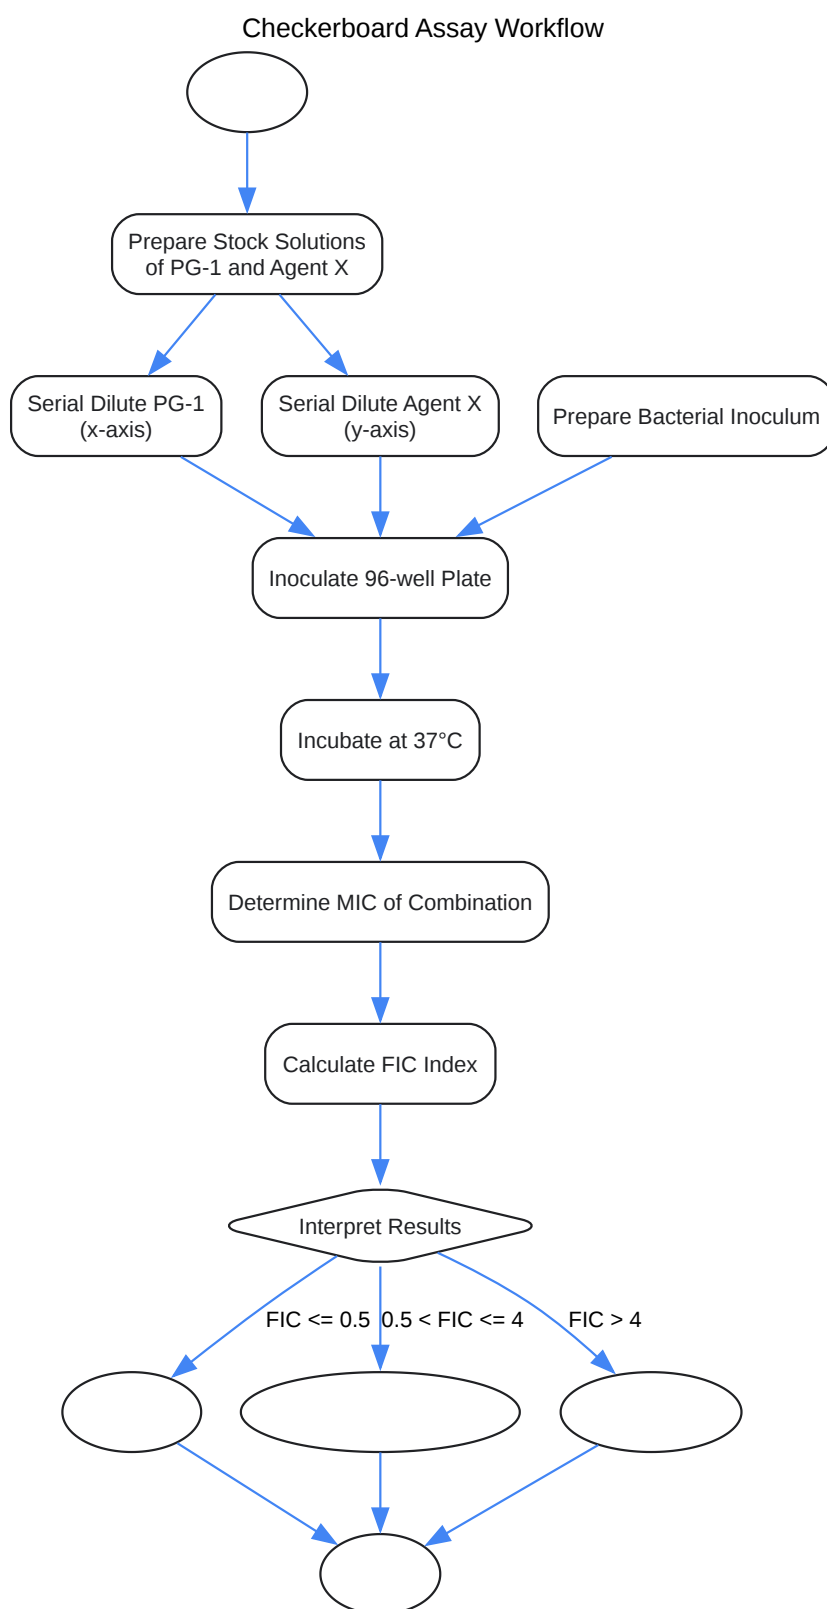 Checkerboard Assay Workflow
Prepare Stock Solutions
of PG-1 and Agent X
Serial Dilute PG-1
(x-axis)
Serial Dilute Agent X
(y-axis)
Prepare Bacterial Inoculum
Inoculate 96-well Plate
Incubate at 37°C
Determine MIC of Combination
Calculate FIC Index
Interpret Results
FIC <= 0.5
0.5 < FIC <= 4
FIC > 4